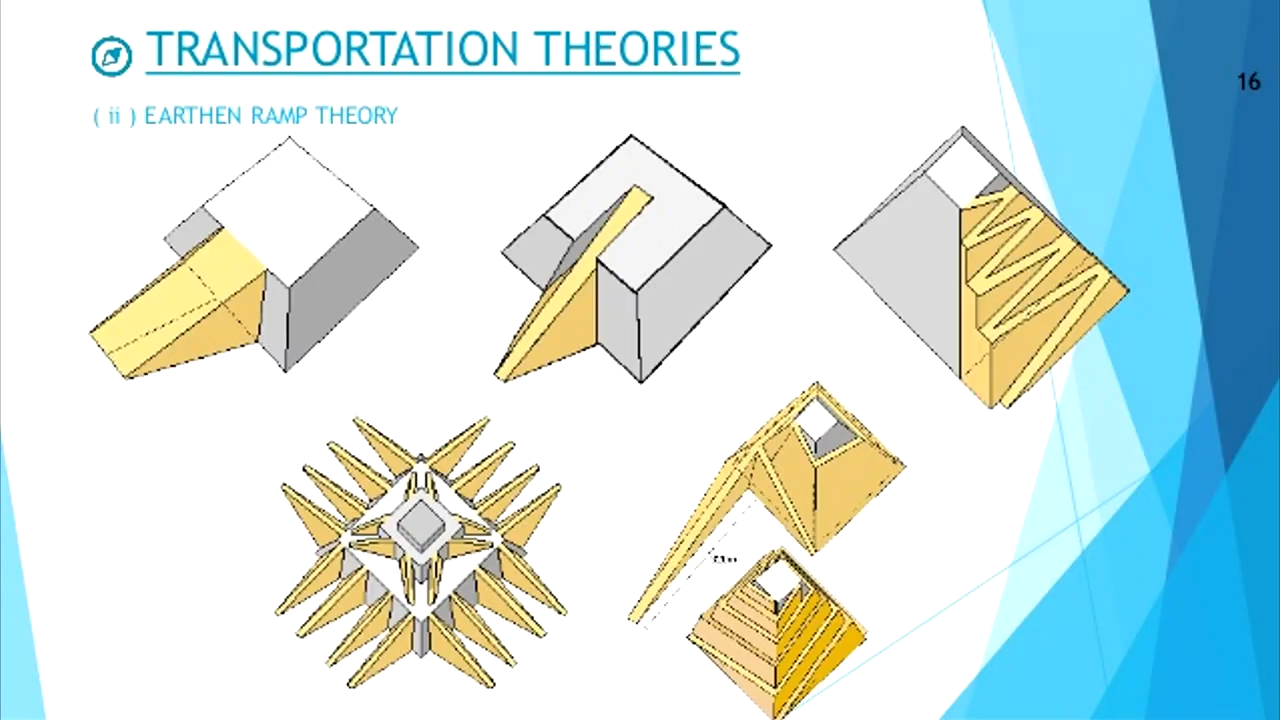 TRANSPORTATION THEORIES
16
( ii ) EARTHEN RAMP THEORY